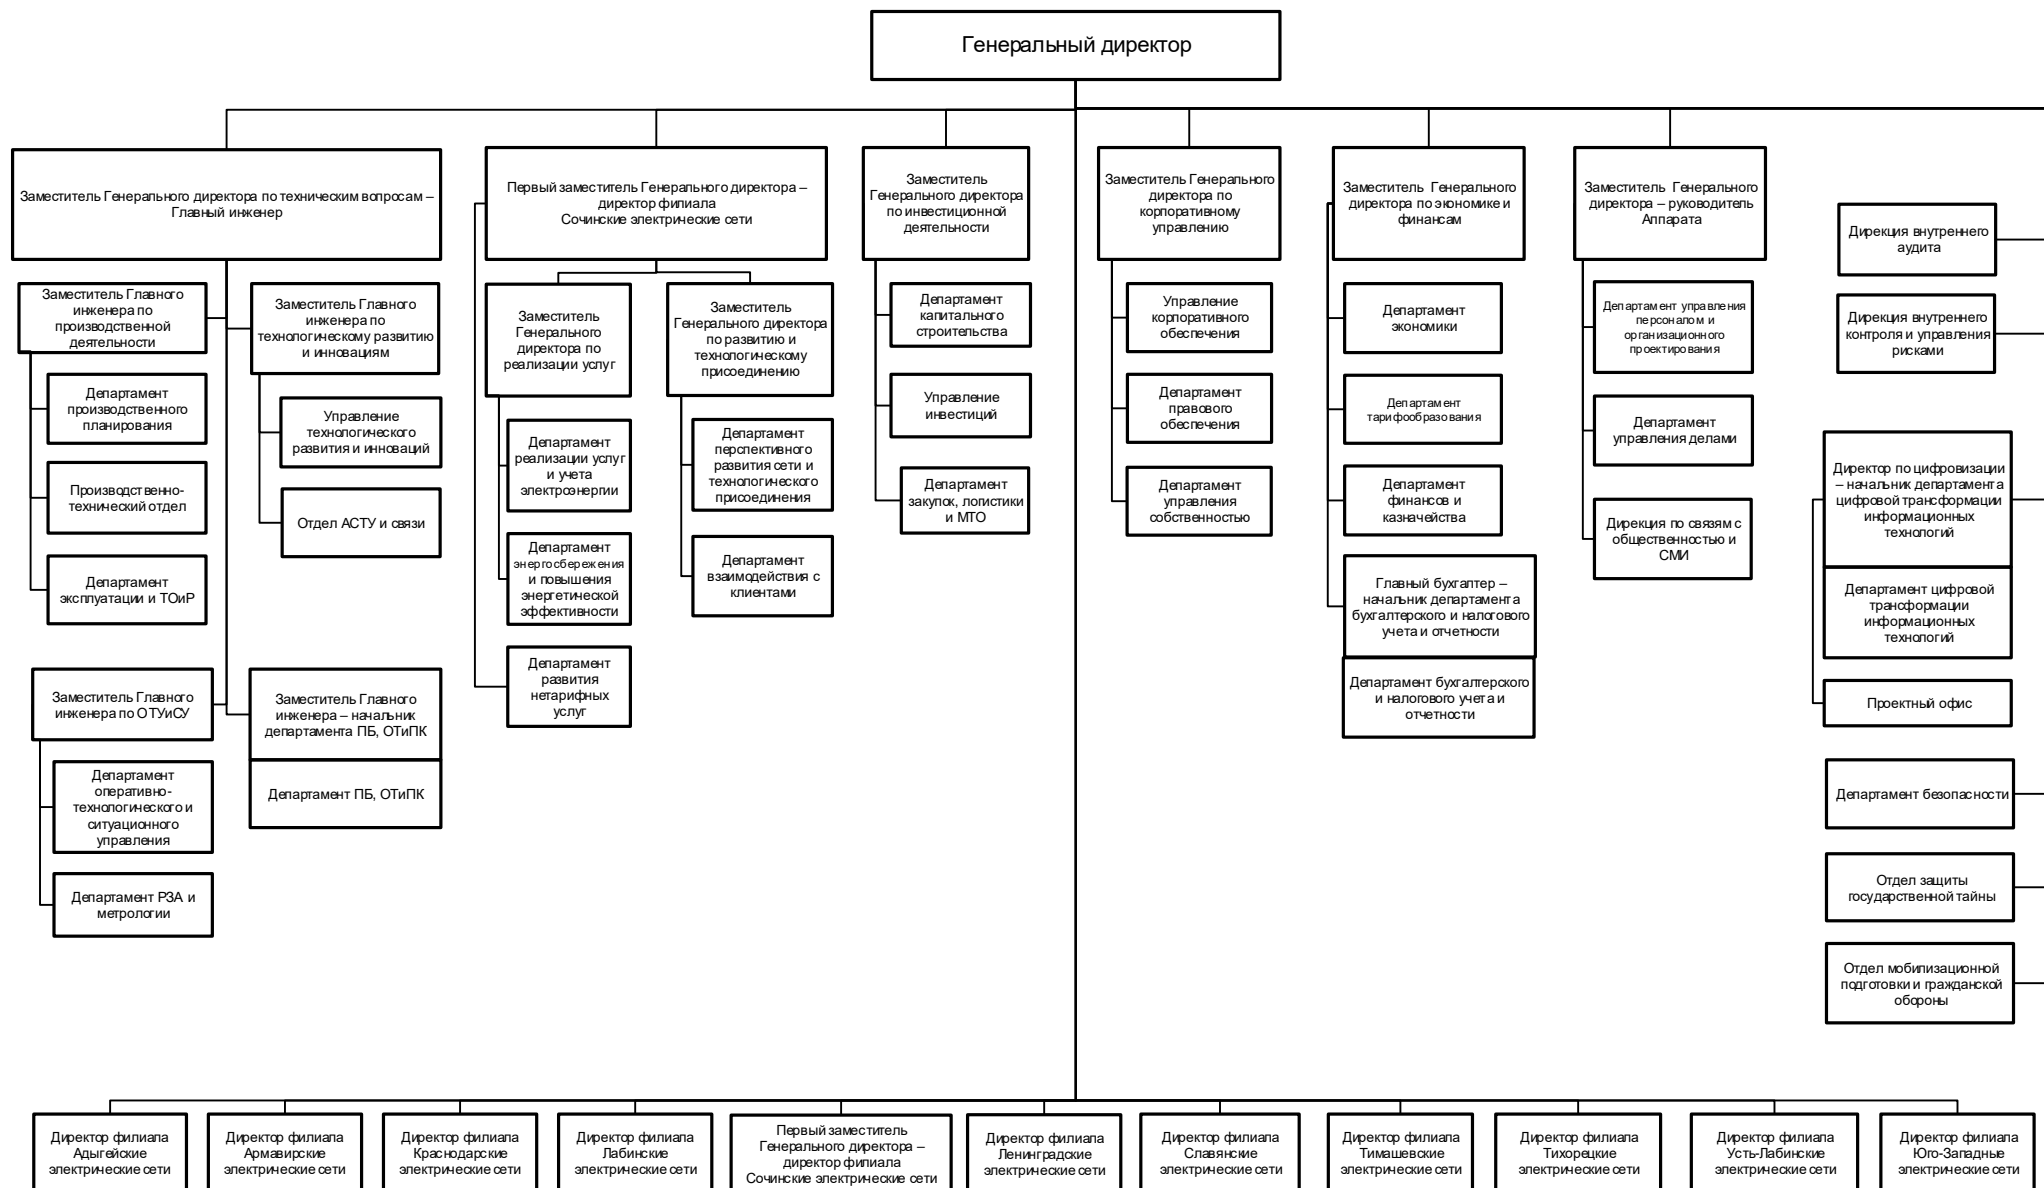 Генеральный директор
Заместитель Генерального директора по техническим вопросам –
Главный инженер
Первый заместитель Генерального директора –
директор филиала
Сочинские электрические сети
Заместитель
Генерального директора
по инвестиционной
деятельности
Заместитель Генерального
директора по
корпоративному
управлению
Заместитель Генерального
директора по экономике и
финансам
Заместитель Генерального
директора – руководитель
Аппарата
Дирекция внутреннего
аудита
Дирекция внутреннего
контроля и управления
рисками
Заместитель Главного
инженера по
производственной
деятельности
Департамент
производственного
планирования
Производственно-
технический отдел
Департамент
эксплуатации и ТОиР
Заместитель Главного
инженера по
технологическому развитию
и инновациям
Управление
технологического
развития и инноваций
Отдел АСТУ и связи
Заместитель Главного
инженера по ОТУиСУ
Департамент
оперативно-
технологического и
ситуационного
управления
Департамент РЗА и
метрологии
Заместитель Главного
инженера – начальник
департамента ПБ, ОТиПК
Департамент ПБ, ОТиПК
Заместитель
Генерального
директора по
реализации услуг
Департамент
реализации услуг
и учета
электроэнергии
Департамент
энергосбережения
и повышения
энергетической
эффективности
Департамент
развития
нетарифных
услуг
Заместитель
Генерального директора
по развитию и
технологическому
присоединению
Департамент
перспективного
развития сети и
технологического
присоединения
Департамент
взаимодействия с
клиентами
Департамент
капитального
строительства
Управление
инвестиций
Департамент
закупок, логистики
и МТО
Управление
корпоративного
обеспечения
Департамент
правового
обеспечения
Департамент
управления
собственностью
Департамент
экономики
Департамент
тарифообразования
Департамент
финансов и
казначейства
Главный бухгалтер –
начальник департамента
бухгалтерского и налогового
учета и отчетности
Департамент бухгалтерского
и налогового учета и
отчетности
Департамент управления
персоналом и
организационного
проектирования
Департамент
управления делами
Дирекция по связям с
общественностью и
СМИ
Директор по цифровизации
– начальник департамента
цифровой трансформации
информационных
технологий
Департамент цифровой
трансформации
информационных
технологий
Проектный офис
Департамент безопасности
Отдел защиты
государственной тайны
Отдел мобилизационной
подготовки и гражданской
обороны
Директор филиала
Адыгейские
электрические сети
Директор филиала
Армавирские
электрические сети
Директор филиала
Краснодарские
электрические сети
Директор филиала
Лабинские
электрические сети
Первый заместитель
Генерального директора –
директор филиала
Сочинские электрические сети
Директор филиала
Ленинградские
электрические сети
Директор филиала
Славянские
электрические сети
Директор филиала
Тимашевские
электрические сети
Директор филиала
Тихорецкие
электрические сети
Директор филиала
Усть-Лабинские
электрические сети
Директор филиала
Юго-Западные
электрические сети